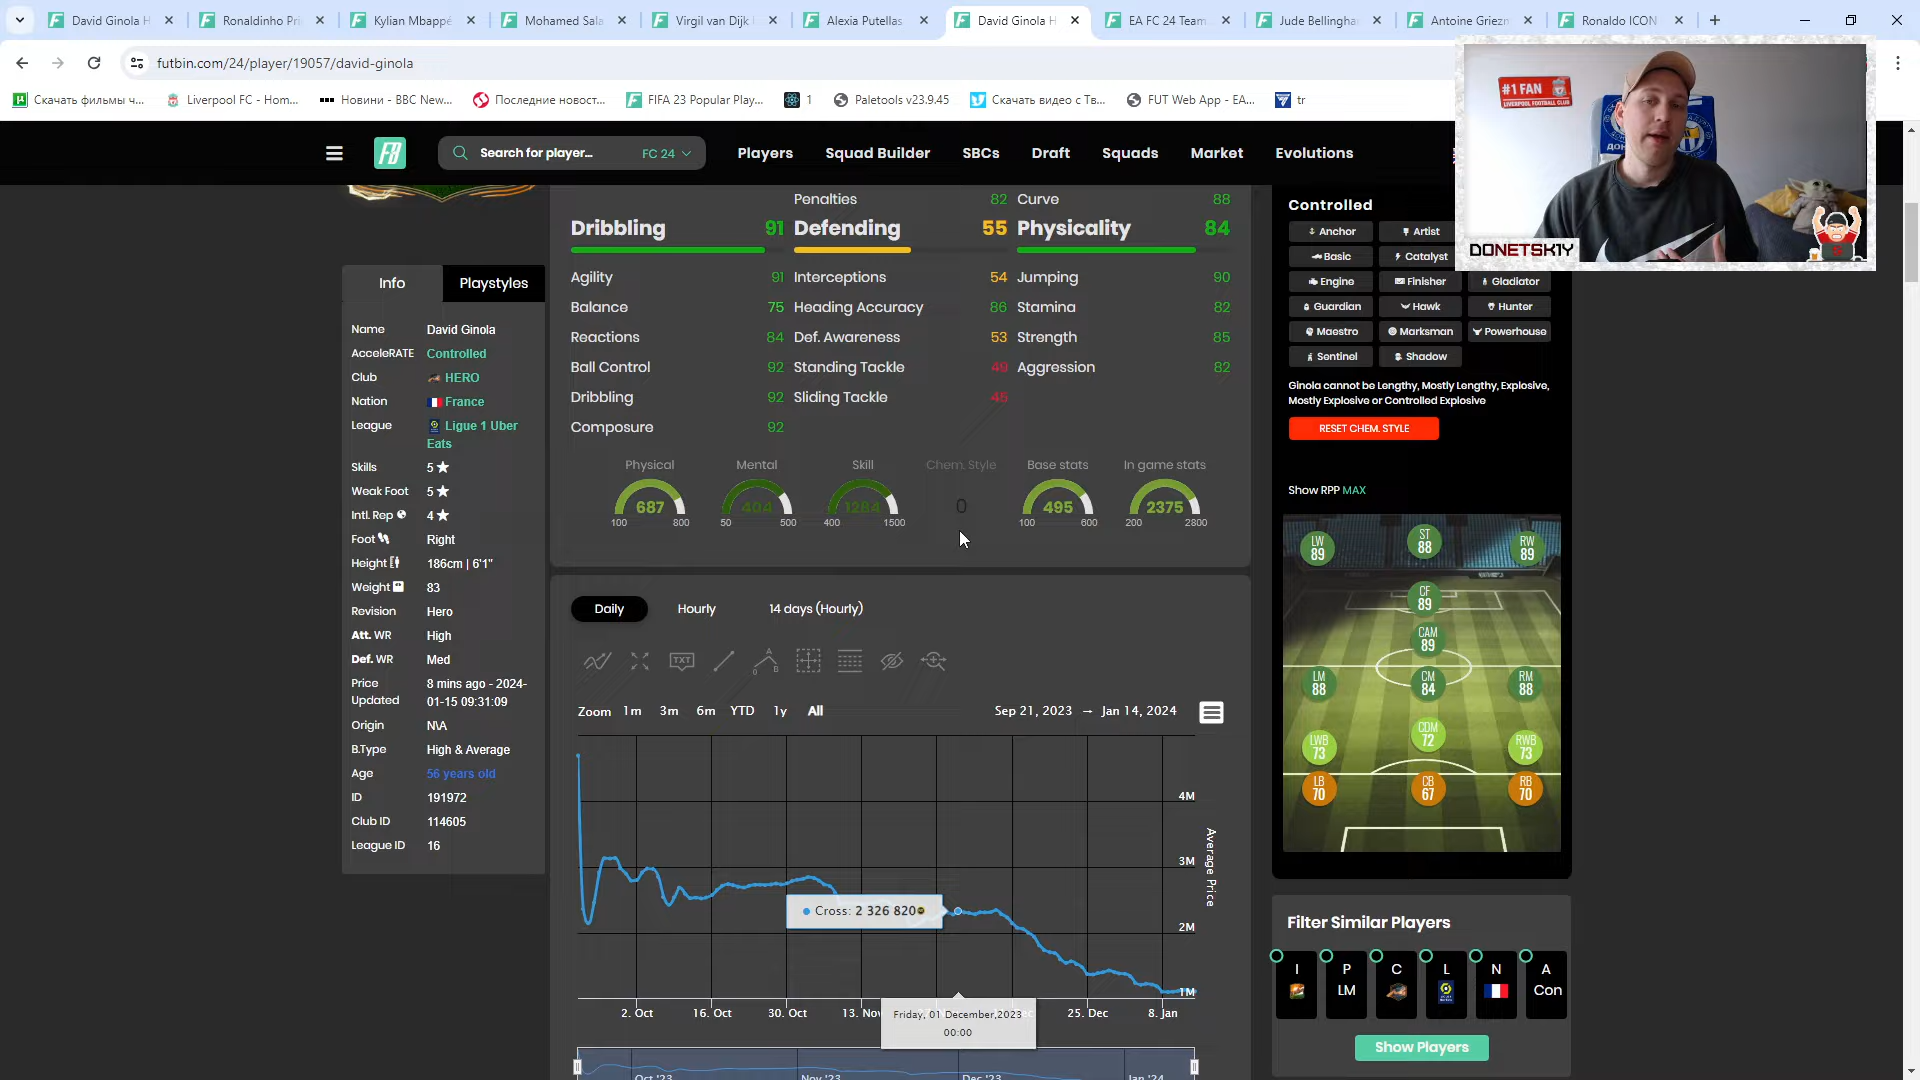 David Ginola H
Ronaldinho Pri
Kylian Mbappé
Mohamed Sala
Virgil van Dijk
Alexia Putellas
David Ginola H
EA FC 24 Team
Jude Bellingha
Antoine Griezm
Ronaldo ICON
futbin.com/24/player/19057/david-ginola
Скачать фильмы ч...
Liverpool FC - Hom...
Новини - BBC New...
Последние новост...
FIFA 23 Popular Play...
1
Paletools v23.9.45
Скачать видео с Тв...
FUT Web App - EA...
tr
#1 FAN
LIVERPOOL FOOTBALL CLUB
DONETSK1Y
FB
Search for player...
FC 24
Players
Squad Builder
SBCs
Draft
Squads
Market
Evolutions
Penalties 82
Curve 88
Dribbling 91
Defending 55
Physicality 84
Agility 91
Interceptions 54
Jumping 90
Balance 75
Heading Accuracy 86
Stamina 82
Reactions 84
Def. Awareness 53
Strength 85
Ball Control 92
Standing Tackle 49
Aggression 82
Dribbling 92
Sliding Tackle 45
Composure 92
Physical
Mental
Skill
Chem. Style
Base stats
In game stats
687
404
1284
0
495
2375
100 800
50 500
400 1500
100 600
200 2800
Info
Playstyles
Name David Ginola
AcceleRATE Controlled
Club HERO
Nation France
League Ligue 1 Uber
Eats
Skills 5
Weak Foot 5
Intl. Rep 4
Foot Right
Height 186cm | 6'1"
Weight 83
Revision Hero
Att. WR High
Def. WR Med
Price
Updated
8 mins ago - 2024-
01-15 09:31:09
Origin N\A
B.Type High & Average
Age 56 years old
ID 191972
Club ID 114605
League ID 16
Daily
Hourly
14 days (Hourly)
TXT
A
B
Zoom 1m 3m 6m YTD 1y All
Sep 21, 2023 → Jan 14, 2024
4M
3M
2M
1M
Average Price
Cross: 2 326 820
2. Oct
16. Oct
30. Oct
13. Nov
25. Dec
8. Jan
Friday, 01 December,2023
00:00
Oct '23
Nov '23
Dec '23
Jan '24
Controlled
Anchor
Artist
Basic
Catalyst
Engine
Finisher
Gladiator
Guardian
Hawk
Hunter
Maestro
Marksman
Powerhouse
Sentinel
Shadow
Ginola cannot be Lengthy, Mostly Lengthy, Explosive,
Mostly Explosive or Controlled Explosive
RESET CHEM. STYLE
Show RPP MAX
LW
89
ST
88
RW
89
CF
89
CAM
89
LM
88
CM
84
RM
88
LWB
73
CDM
72
RWB
73
LB
70
CB
67
RB
70
Filter Similar Players
I
P
LM
C
L
N
A
Con
Show Players